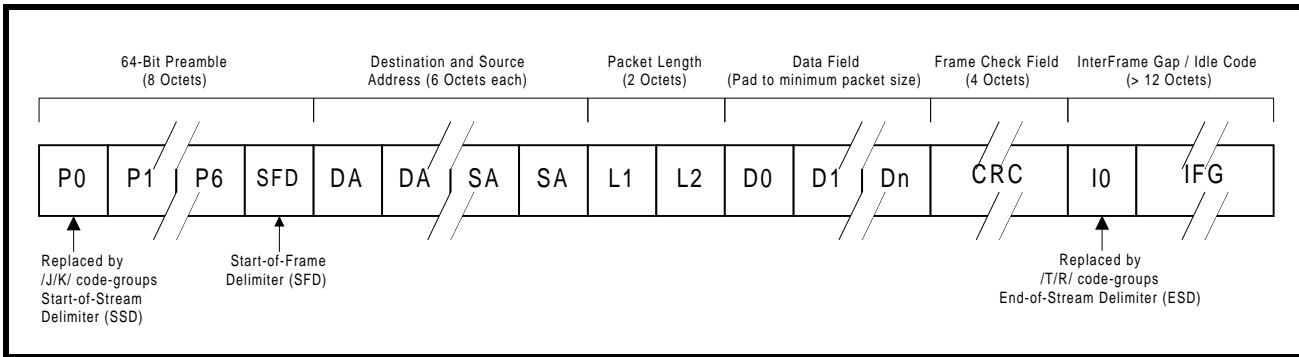 64-Bit Preamble
(8 Octets)
Destination and Source
Address (6 Octets each)
Packet Length
(2 Octets)
Data Field
(Pad to minimum packet size)
Frame Check Field
(4 Octets)
InterFrame Gap / Idle Code
(> 12 Octets)
P0 P1 P6 SFD DA DA SA SA L1 L2 D0 D1 Dn CRC I0 IFG
Replaced by
/J/K/ code-groups
Start-of-Stream
Delimiter (SSD)
Start-of-Frame
Delimiter (SFD)
Replaced by
/T/R/ code-groups
End-of-Stream Delimiter (ESD)